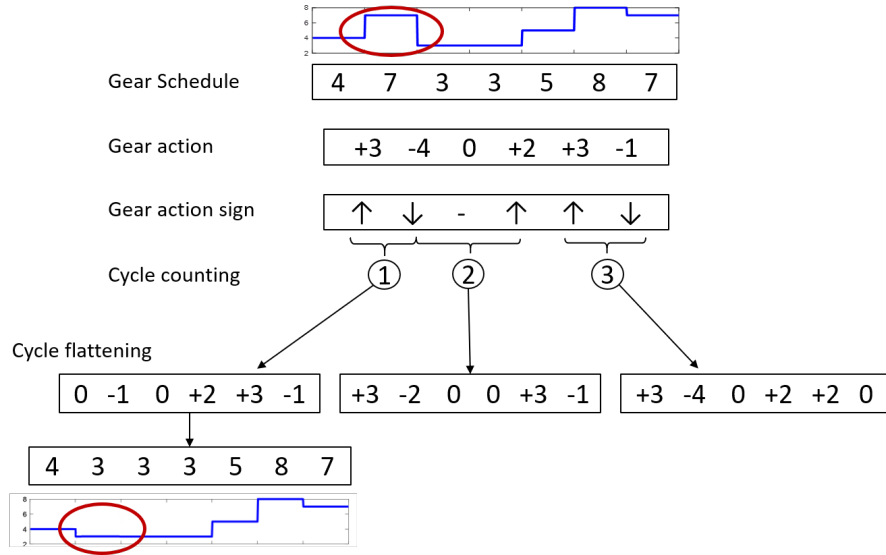 8
6
4
2
Gear Schedule 4 7 3 3 5 8 7
Gear action +3 -4 0 +2 +3 -1
Gear action sign ↑ ↓ - ↑ ↑ ↓
Cycle counting 1 2 3
Cycle flattening
0 -1 0 +2 +3 -1 +3 -2 0 0 +3 -1 +3 -4 0 +2 +2 0
4 3 3 3 5 8 7
8
6
4
2